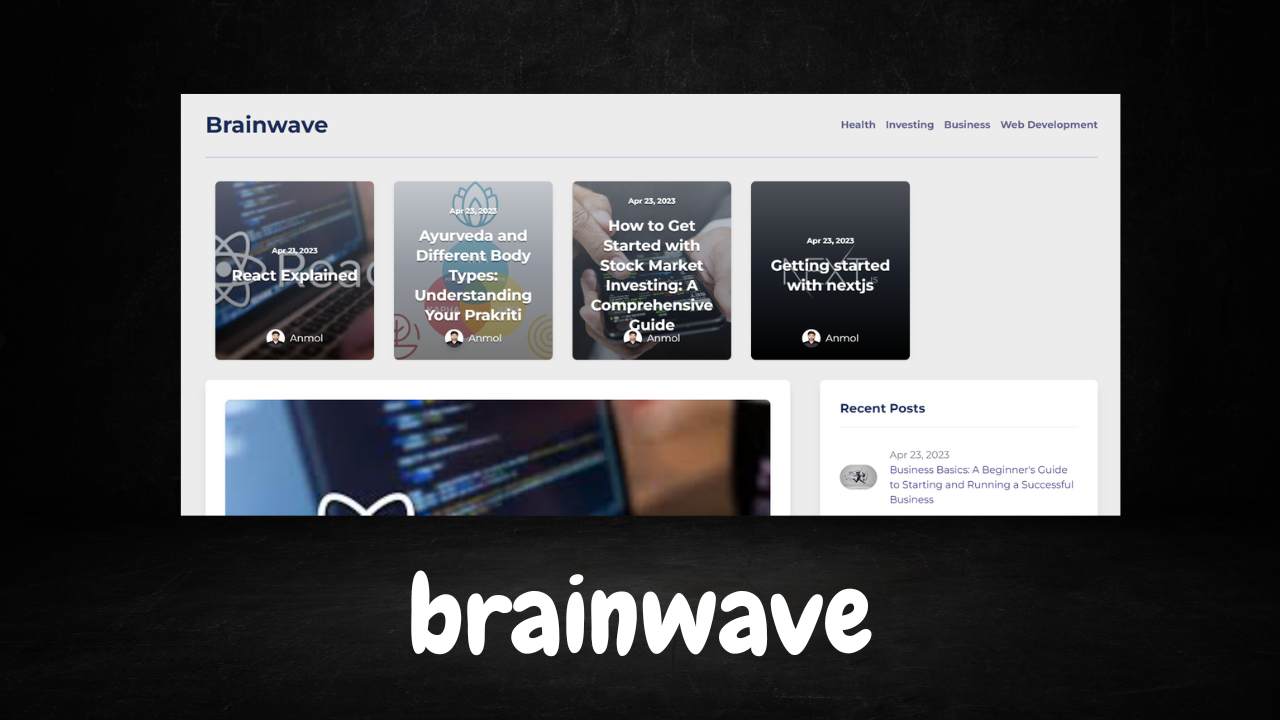 Brainwave
Health Investing Business Web Development
Apr 21, 2023
React Explained
Anmol
Apr 23, 2023
Ayurveda and
Different Body
Types:
Understanding
Your Prakriti
Anmol
Apr 23, 2023
How to Get
Started with
Stock Market
Investing: A
Comprehensive
Guide
Anmol
Apr 23, 2023
Getting started
with nextjs
Anmol
Recent Posts
Apr 23, 2023
Business Basics: A Beginner's Guide
to Starting and Running a Successful
Business
brainwave